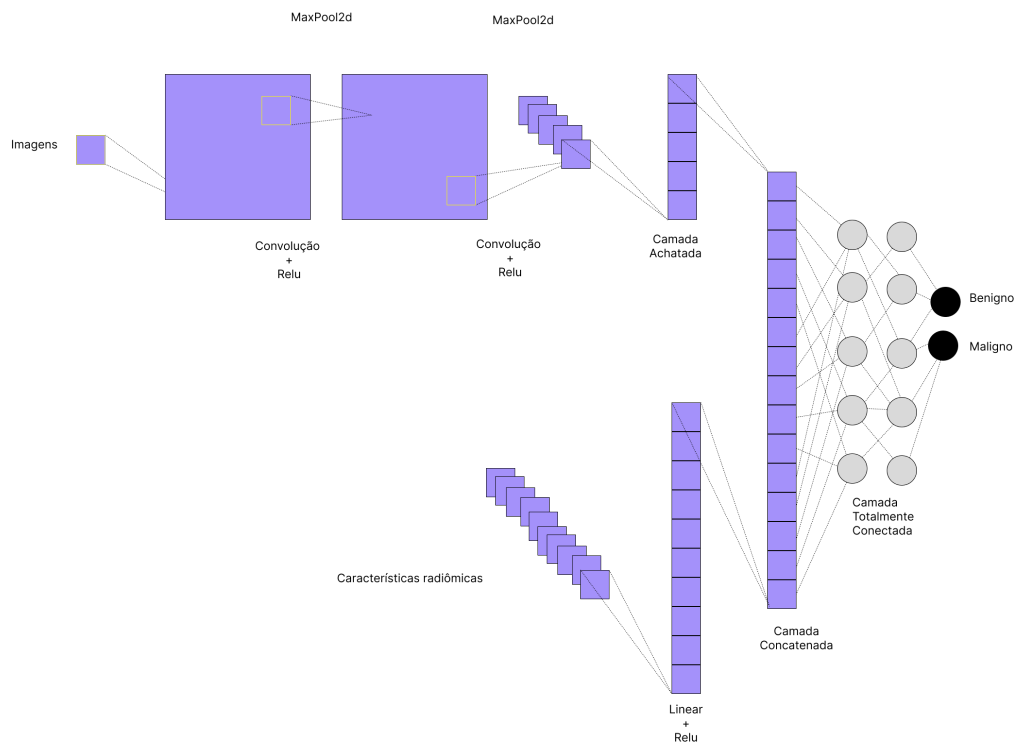 MaxPool2d
MaxPool2d
Imagens
Convolução
+
Relu
Convolução
+
Relu
Camada
Achatada
Benigno
Maligno
Camada
Totalmente
Conectada
Características radiômicas
Camada
Concatenada
Linear
+
Relu